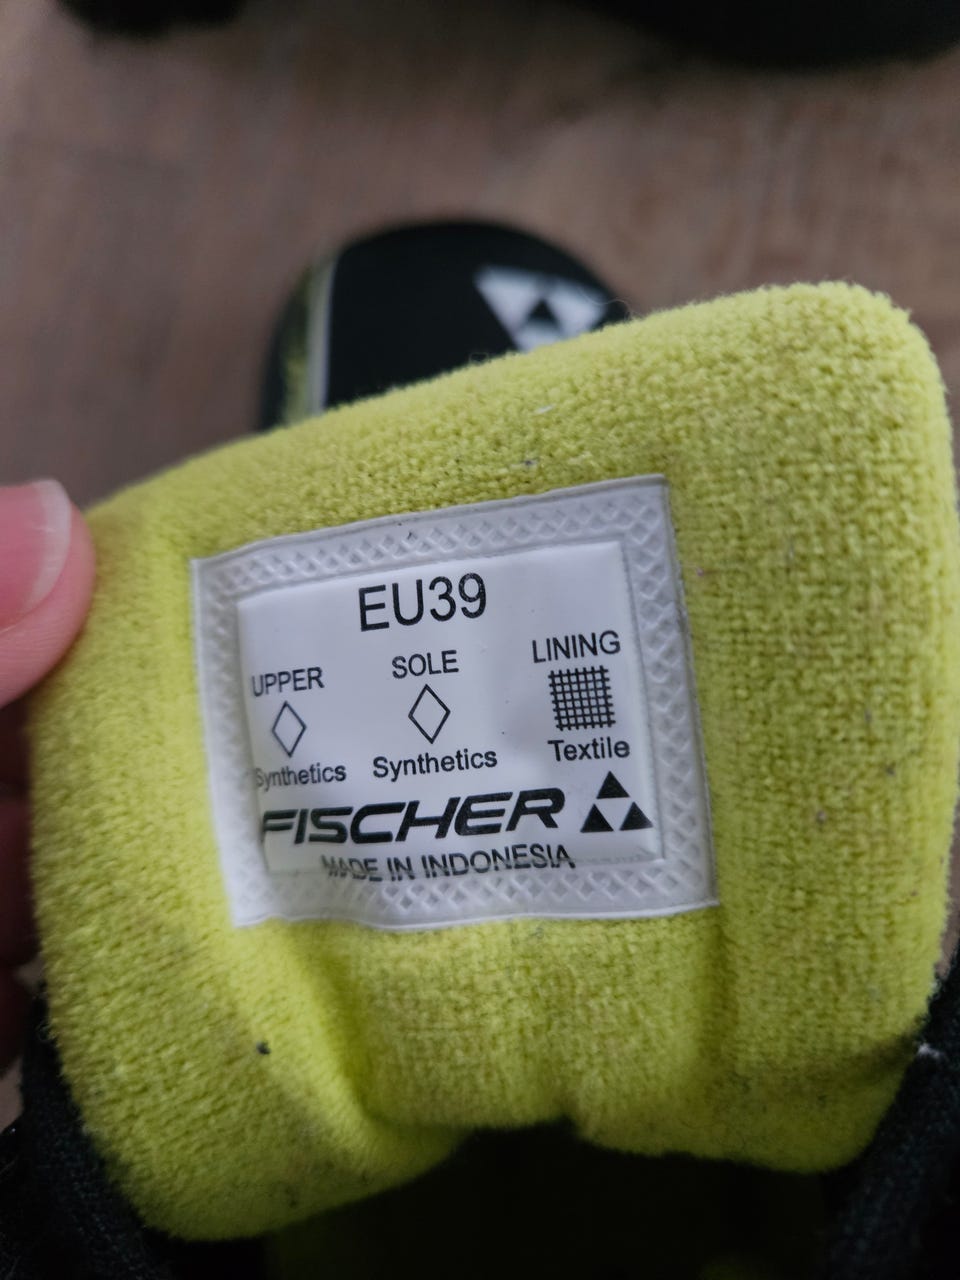 EU39
UPPER SOLE LINING
Synthetics Synthetics Textile
FISCHER
MADE IN INDONESIA